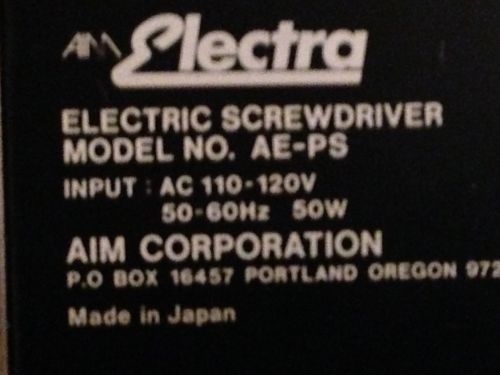 AIM Electra
ELECTRIC SCREWDRIVER
MODEL NO. AE-PS
INPUT : AC 110-120V
50-60Hz 50W
AIM CORPORATION
P.O BOX 16457 PORTLAND OREGON 972
Made in Japan